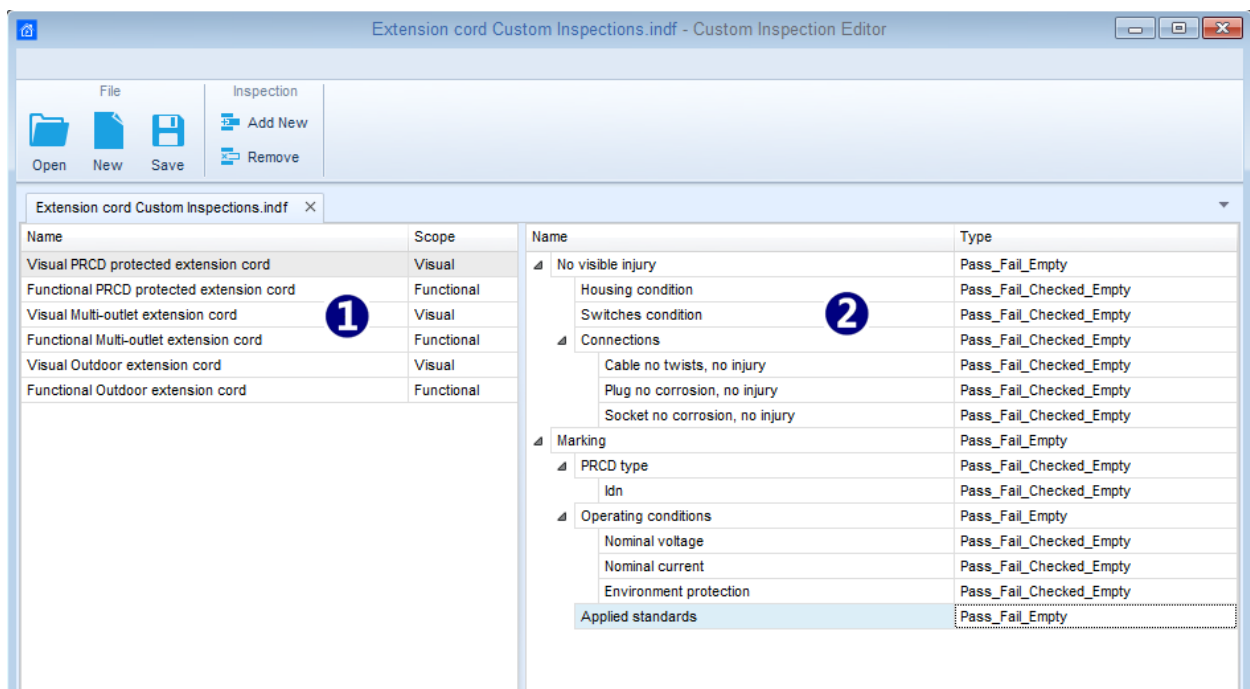 Extension cord Custom Inspections.indf - Custom Inspection Editor
File
Inspection
Open
New
Save
Add New
Remove
Extension cord Custom Inspections.indf
Name Scope
Visual PRCD protected extension cord Visual
Functional PRCD protected extension cord Functional
Visual Multi-outlet extension cord Visual
Functional Multi-outlet extension cord Functional
Visual Outdoor extension cord Visual
Functional Outdoor extension cord Functional
1
Name Type
No visible injury Pass_Fail_Empty
Housing condition Pass_Fail_Checked_Empty
Switches condition Pass_Fail_Checked_Empty
Connections Pass_Fail_Checked_Empty
Cable no twists, no injury Pass_Fail_Checked_Empty
Plug no corrosion, no injury Pass_Fail_Checked_Empty
Socket no corrosion, no injury Pass_Fail_Checked_Empty
Marking Pass_Fail_Empty
PRCD type Pass_Fail_Checked_Empty
Idn Pass_Fail_Checked_Empty
Operating conditions Pass_Fail_Empty
Nominal voltage Pass_Fail_Checked_Empty
Nominal current Pass_Fail_Checked_Empty
Environment protection Pass_Fail_Checked_Empty
Applied standards Pass_Fail_Empty
2